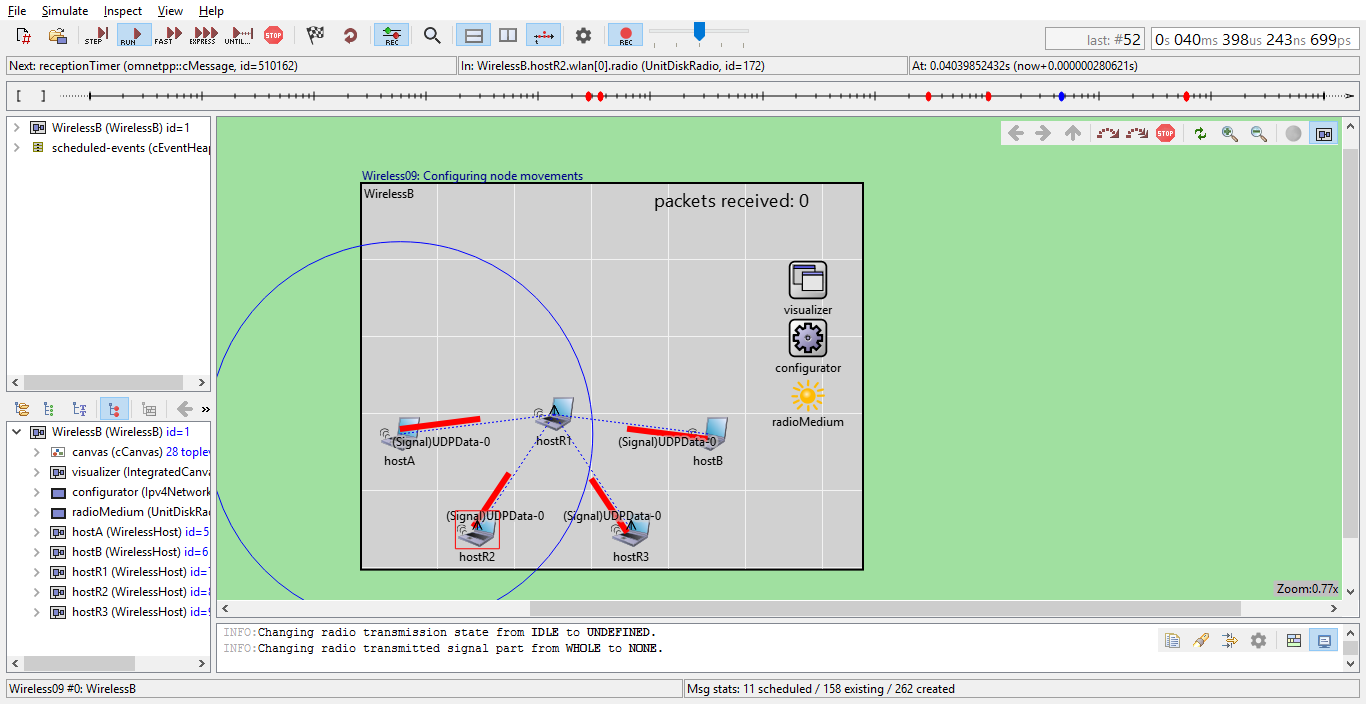 File Simulate Inspect View Help
STEP RUN FAST EXPRESS UNTIL... STOP REC REC
last: #52 0s 040ms 398us 243ns 699ps
Next: receptionTimer (omnetpp::cMessage, id=510162) In: WirelessB.hostR2.wlan[0].radio (UnitDiskRadio, id=172) At: 0.04039852432s (now+0.000000280621s)
WirelessB (WirelessB) id=1
scheduled-events (cEventHeap
STOP
Wireless09: Configuring node movements
WirelessB
packets received: 0
visualizer
configurator
radioMedium
(Signal)UDPData-0
hostA
hostR1
(Signal)UDPData-0
hostB
(Signal)UDPData-0
hostR2
(Signal)UDPData-0
hostR3
Zoom:0.77x
WirelessB (WirelessB) id=1
canvas (cCanvas) 28 toplev
visualizer (IntegratedCanva
configurator (Ipv4Network
radioMedium (UnitDiskRad
hostA (WirelessHost) id=5
hostB (WirelessHost) id=6
hostR1 (WirelessHost) id=
hostR2 (WirelessHost) id=
hostR3 (WirelessHost) id=
INFO:Changing radio transmission state from IDLE to UNDEFINED.
INFO:Changing radio transmitted signal part from WHOLE to NONE.
Wireless09 #0: WirelessB Msg stats: 11 scheduled / 158 existing / 262 created